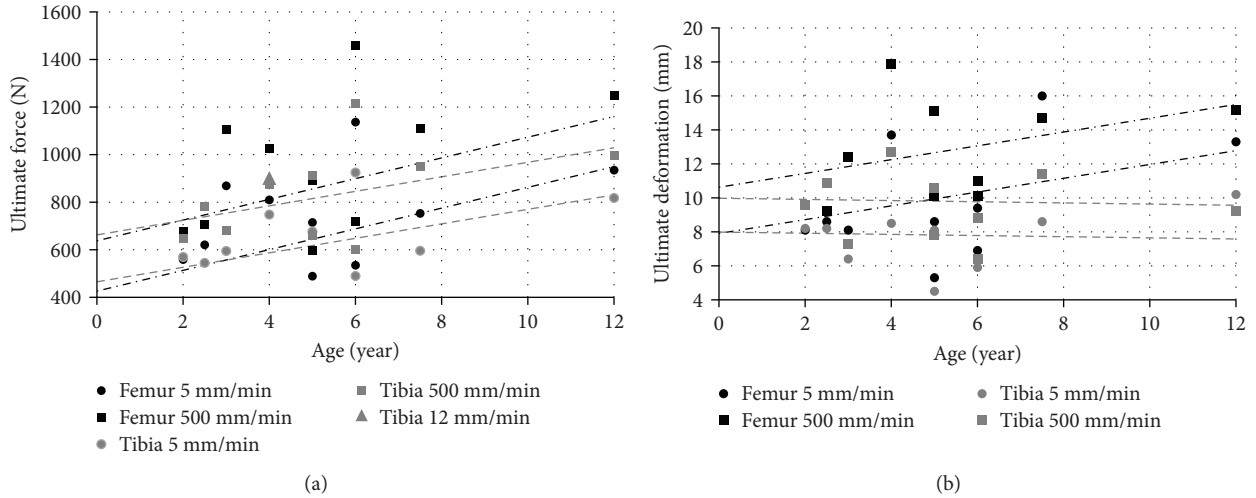 1600
1400
1200
1000
800
600
400
Ultimate force (N)
0 2 4 6 8 10 12
Age (year)
Femur 5 mm/min
Femur 500 mm/min
Tibia 5 mm/min
Tibia 500 mm/min
Tibia 12 mm/min
(a)
20
18
16
14
12
10
8
6
4
Ultimate deformation (mm)
0 2 4 6 8 10 12
Age (year)
Femur 5 mm/min
Femur 500 mm/min
Tibia 5 mm/min
Tibia 500 mm/min
(b)